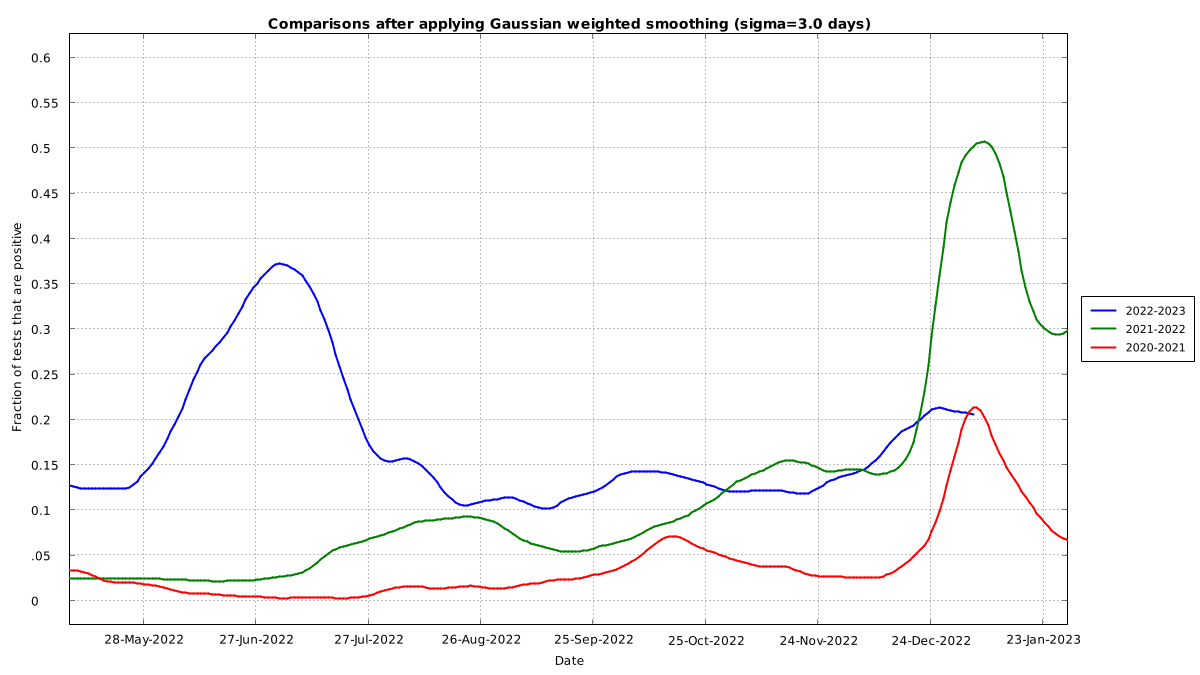 Comparisons after applying Gaussian weighted smoothing (sigma=3.0 days)
0.6
0.55
0.5
0.45
0.4
0.35
0.3
0.25
0.2
0.15
0.1
.05
0
Fraction of tests that are positive
28-May-2022
27-Jun-2022
27-Jul-2022
26-Aug-2022
25-Sep-2022
25-Oct-2022
24-Nov-2022
24-Dec-2022
23-Jan-2023
Date
2022-2023
2021-2022
2020-2021